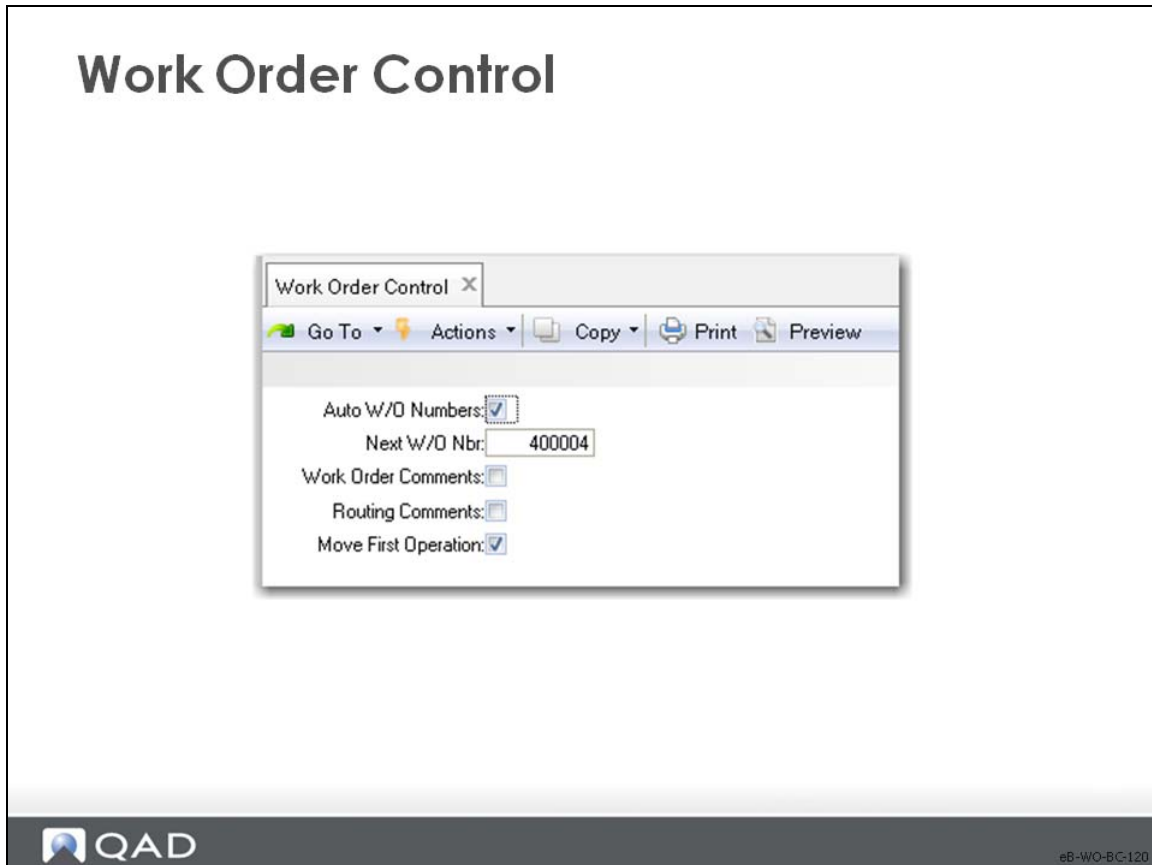 Work Order Control
Work Order Control
Go To Actions Copy Print Preview
Auto W/O Numbers:
Next W/O Nbr: 400004
Work Order Comments:
Routing Comments:
Move First Operation:
QAD
eB-WO-BC-120